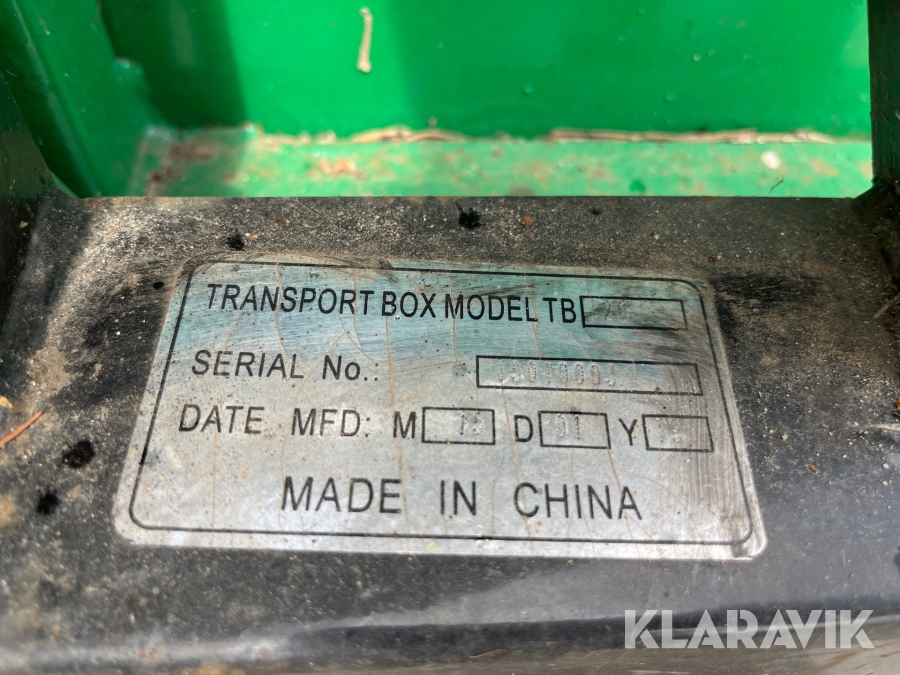 TRANSPORT BOX MODEL TB
SERIAL No.:
DATE MFD: M D 01 Y
MADE IN CHINA
KLARAVIK